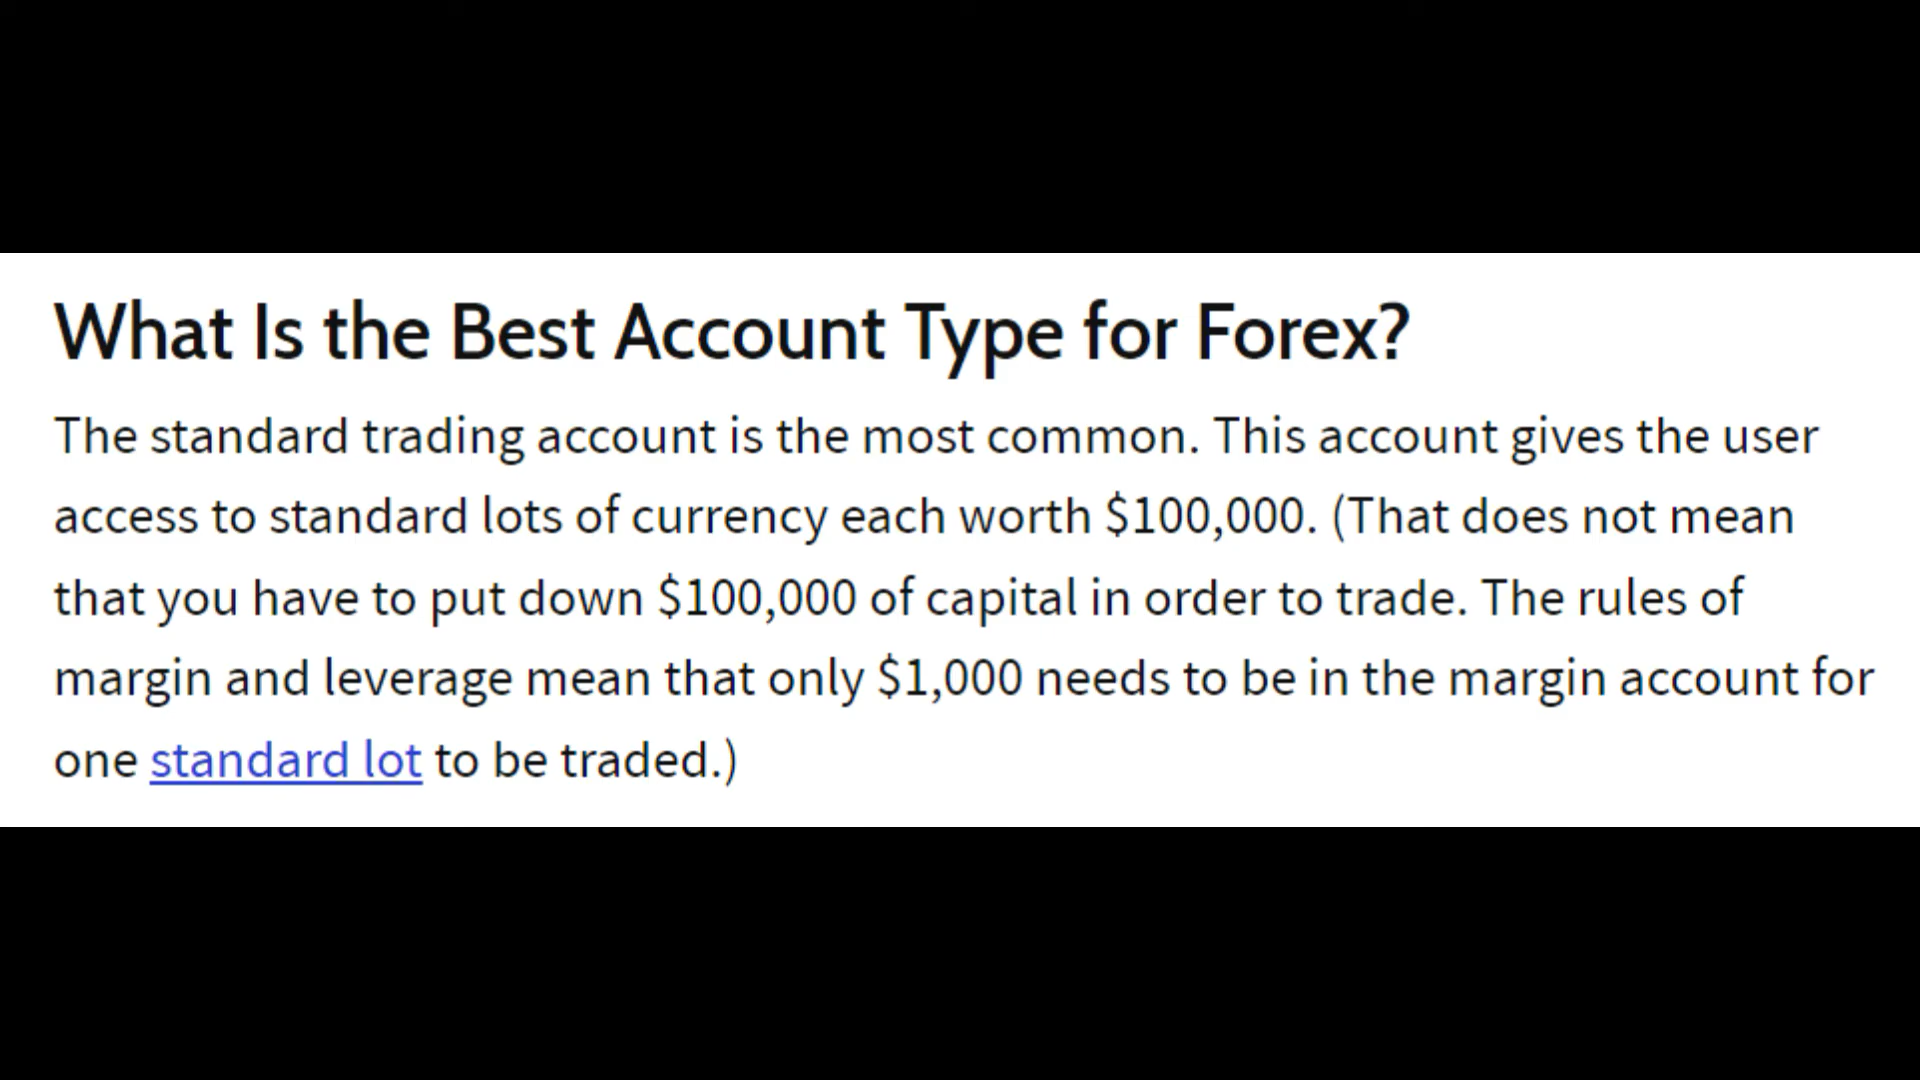 What Is the Best Account Type for Forex?
The standard trading account is the most common. This account gives the user
access to standard lots of currency each worth $100,000. (That does not mean
that you have to put down $100,000 of capital in order to trade. The rules of
margin and leverage mean that only $1,000 needs to be in the margin account for
one standard lot to be traded.)